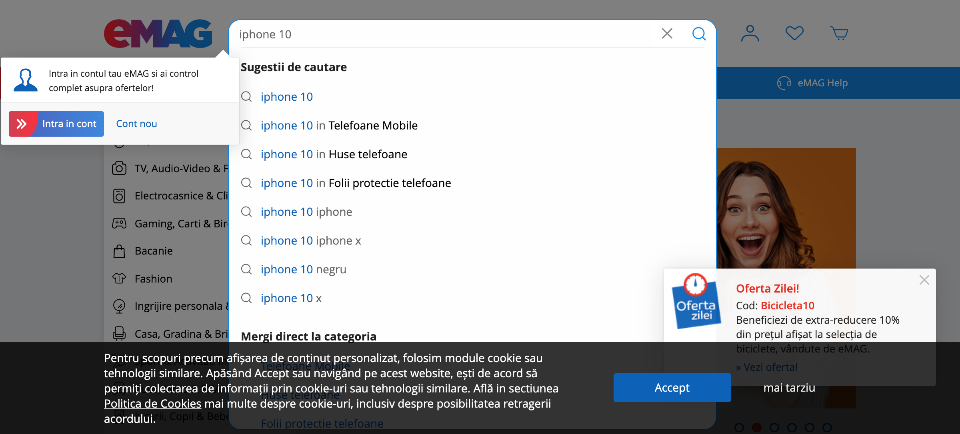 eMAG
iphone 10
Intra in contul tau eMAG si ai control
complet asupra ofertelor!
Intra in cont
Cont nou
eMAG Help
Sugestii de cautare
iphone 10
iphone 10 in Telefoane Mobile
iphone 10 in Huse telefoane
iphone 10 in Folii protectie telefoane
iphone 10 iphone
iphone 10 iphone x
iphone 10 negru
iphone 10 x
Mergi direct la categoria
Telefoane Mobile
Huse telefoane
Folii protectie telefoane
TV, Audio-Video & F
Electrocasnice & Cli
Gaming, Carti & Bir
Bacanie
Fashion
Ingrijire personala &
Casa, Gradina & Bri
, Copii & Beb
Oferta
zilei
Oferta Zilei!
Cod: Bicicleta10
Beneficiezi de extra-reducere 10%
din prețul afișat la selecția de
biciclete, vândute de eMAG.
» Vezi oferta!
Pentru scopuri precum afișarea de conținut personalizat, folosim module cookie sau
tehnologii similare. Apăsând Accept sau navigând pe acest website, ești de acord să
permiți colectarea de informații prin cookie-uri sau tehnologii similare. Află in sectiunea
Politica de Cookies mai multe despre cookie-uri, inclusiv despre posibilitatea retragerii
acordului.
Accept
mai tarziu